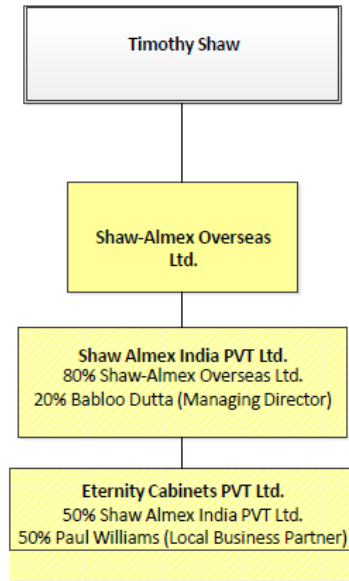 Timothy Shaw
Shaw-Almex Overseas
Ltd.
Shaw Almex India PVT Ltd.
80% Shaw-Almex Overseas Ltd.
20% Babloo Dutta (Managing Director)
Eternity Cabinets PVT Ltd.
50% Shaw Almex India PVT Ltd.
50% Paul Williams (Local Business Partner)